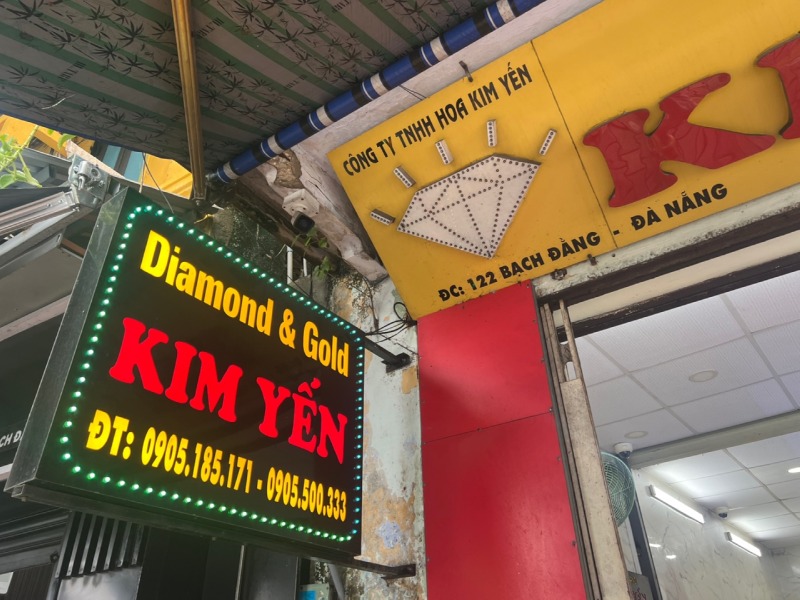 CÔNG TY TNHH HOA KIM YẾN
ĐC: 122 BẠCH ĐẰNG - ĐÀ NẴNG
Diamond & Gold
KIM YẾN
ĐT: 0905.185.171 - 0905.500.333